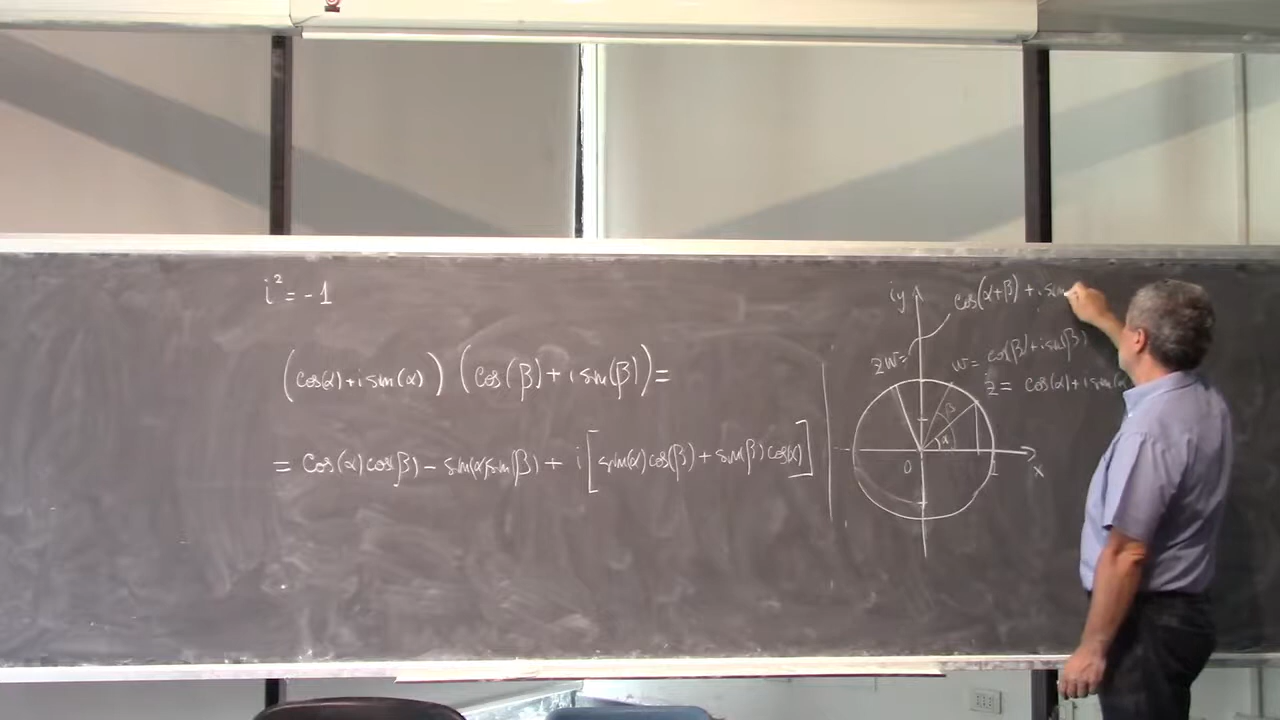 i² = -1
(cos(α) + i sin(α)) (cos(β) + i sin(β)) =
= cos(α) cos(β) - sin(α) sin(β) + i [sin(α) cos(β) + sin(β) cos(α)]
iy
cos(α+β) + i sin
zw =
w = cos(β) + i sin(β)
z = cos(α) + i sin(α
β
α
0
1
x